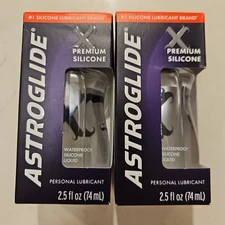 #1 SILICONE LUBRICANT BRAND*
X
PREMIUM
SILICONE
ASTROGLIDE®
WATERPROOF
SILICONE
LIQUID
PERSONAL LUBRICANT
2.5 fl oz (74 mL)
#1 SILICONE LUBRICANT BRAND*
X
PREMIUM
SILICONE
ASTROGLIDE®
WATERPROOF
SILICONE
LIQUID
PERSONAL LUBRICANT
2.5 fl oz (74 mL)